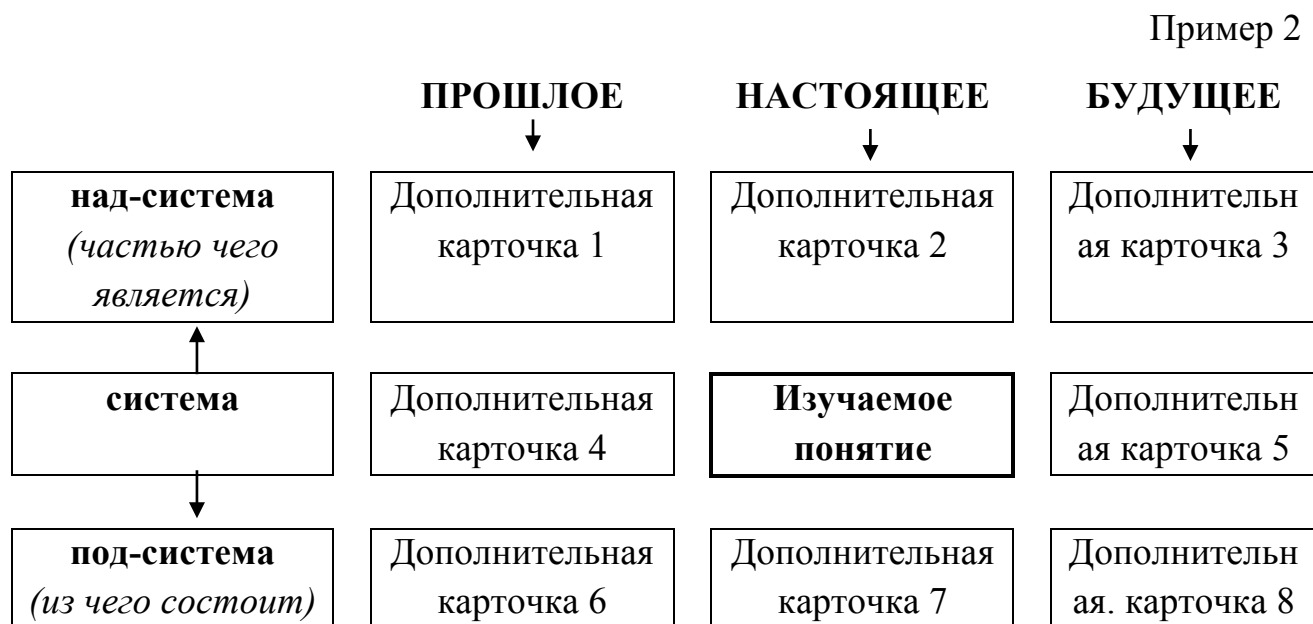 Пример 2
ПРОШЛОЕ НАСТОЯЩЕЕ БУДУЩЕЕ
над-система
(частью чего
является)
Дополнительная
карточка 1
Дополнительная
карточка 2
Дополнительн
ая карточка 3
система
Дополнительная
карточка 4
Изучаемое
понятие
Дополнительн
ая карточка 5
под-система
(из чего состоит)
Дополнительная
карточка 6
Дополнительная
карточка 7
Дополнительн
ая. карточка 8